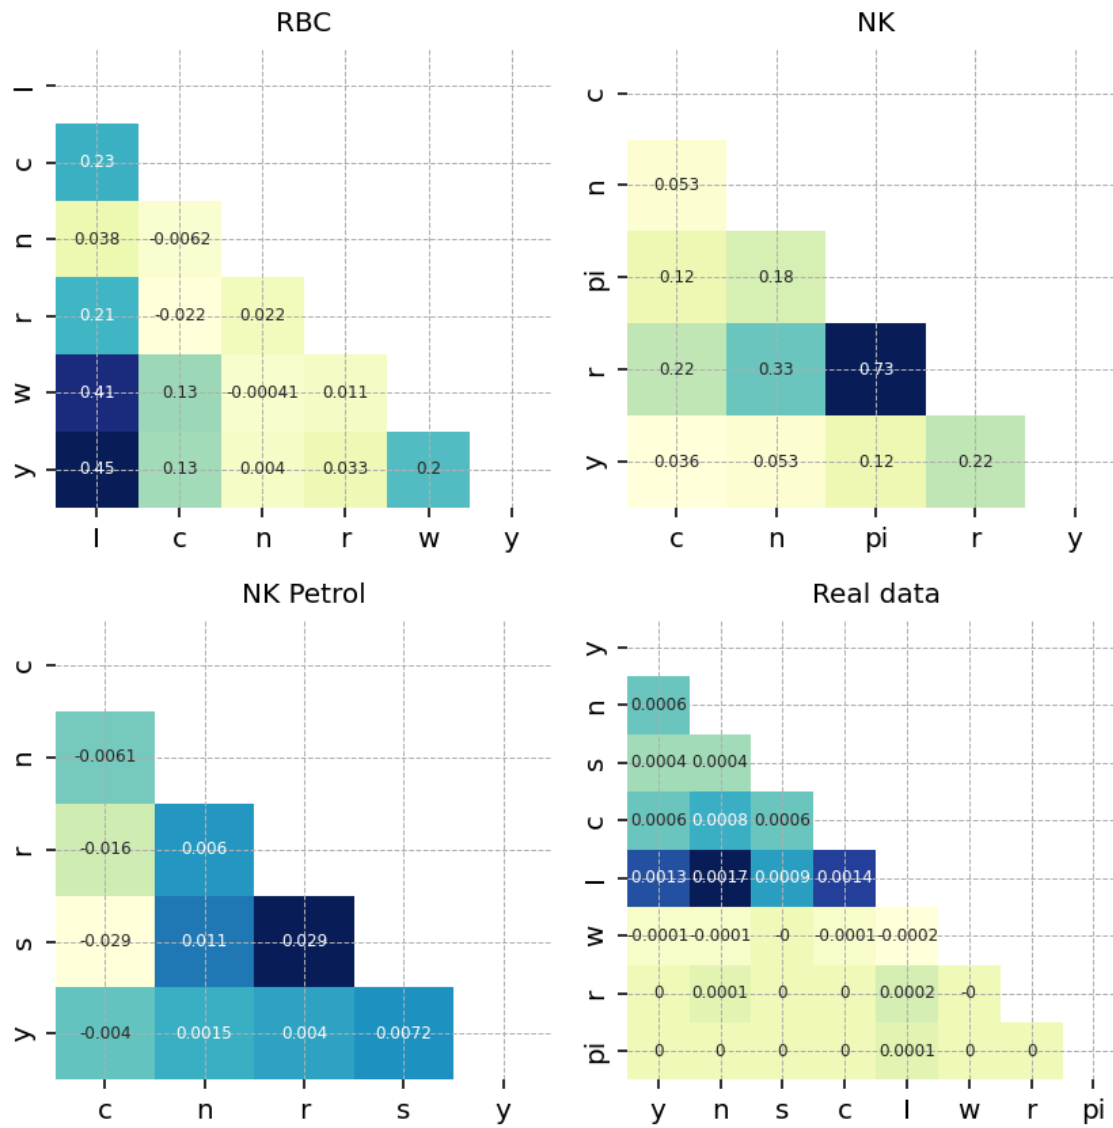 RBC
l
c 0.23
n 0.038 -0.0062
r 0.21 -0.022 0.022
w 0.41 0.13 -0.00041 0.011
y 0.45 0.13 0.004 0.033 0.2
l c n r w y
NK
c
n 0.053
pi 0.12 0.18
r 0.22 0.33 0.73
y 0.036 0.053 0.12 0.22
c n pi r y
NK Petrol
c
n -0.0061
r -0.016 0.006
s -0.029 0.011 0.029
y -0.004 0.0015 0.004 0.0072
c n r s y
Real data
y
n 0.0006
s 0.0004 0.0004
c 0.0006 0.0008 0.0006
I 0.0013 0.0017 0.0009 0.0014
w -0.0001 -0.0001 -0 -0.0001 -0.0002
r 0 0.0001 0 0 0.0002 -0
pi 0 0 0 0 0.0001 0 0
y n s c I w r pi